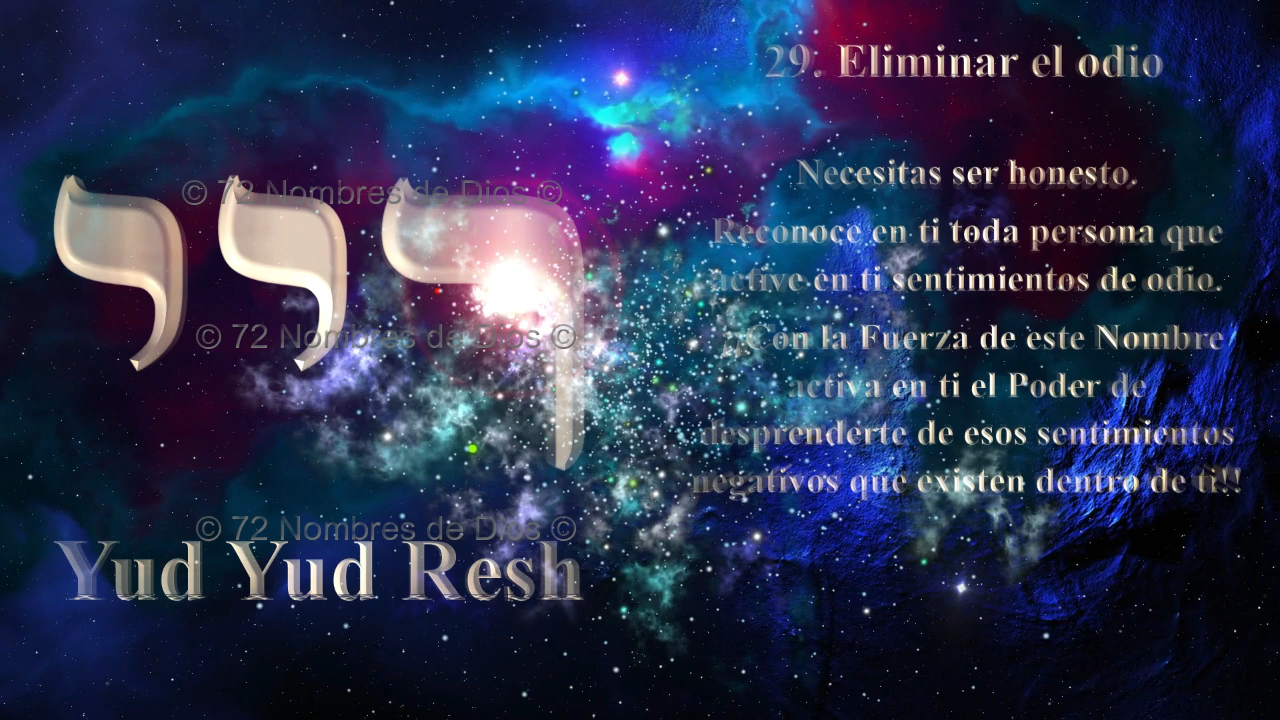 29. Eliminar el odio
ריי
© 72 Nombres de Dios ©
Necesitas ser honesto.
Reconoce en ti toda persona que
active en ti sentimientos de odio.
© 72 Nombres de Dios ©
Con la Fuerza de este Nombre
activa en ti el Poder de
desprenderte de esos sentimientos
negativos que existen dentro de ti!!
© 72 Nombres de Dios ©
Yud Yud Resh